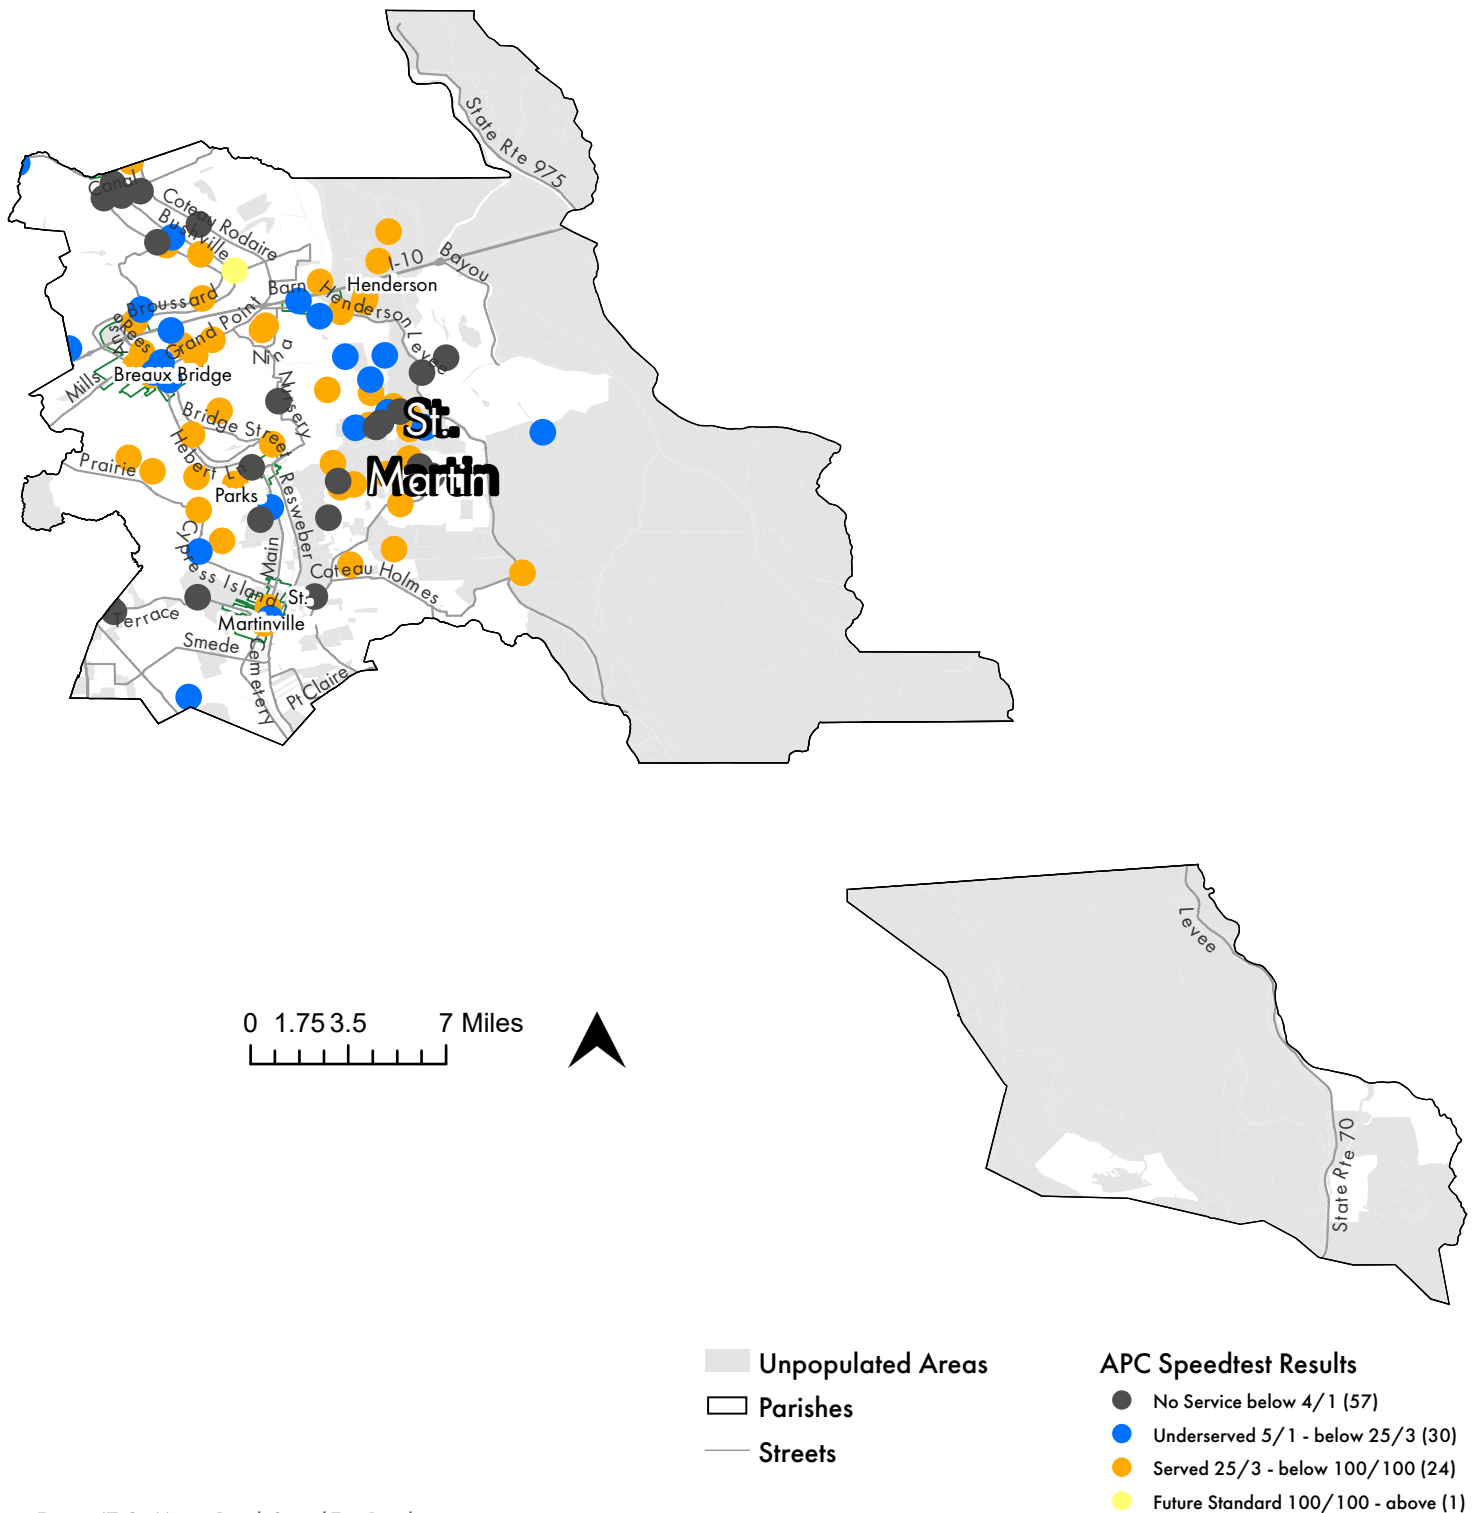 State Rte 975
Canal
Coteau Rodaire
Bushville
I-10
Bayou
Henderson
Barn
Henderson Levee
Broussard
Rees
Grand Point
Nina
Breaux Bridge
Mills
Nursery
Bridge Street
St.
Martin
Hebert Ln
Prairie
Parks
Resweber
Main
Cypress Island
Coteau Holmes
St.
Martinville
Terrace
Smede
Cemetery
Pt Claire
Levee
0 1.75 3.5 7 Miles
State Rte 70
Unpopulated Areas
Parishes
Streets
APC Speedtest Results
No Service below 4/1 (57)
Underserved 5/1 - below 25/3 (30)
Served 25/3 - below 100/100 (24)
Future Standard 100/100 - above (1)